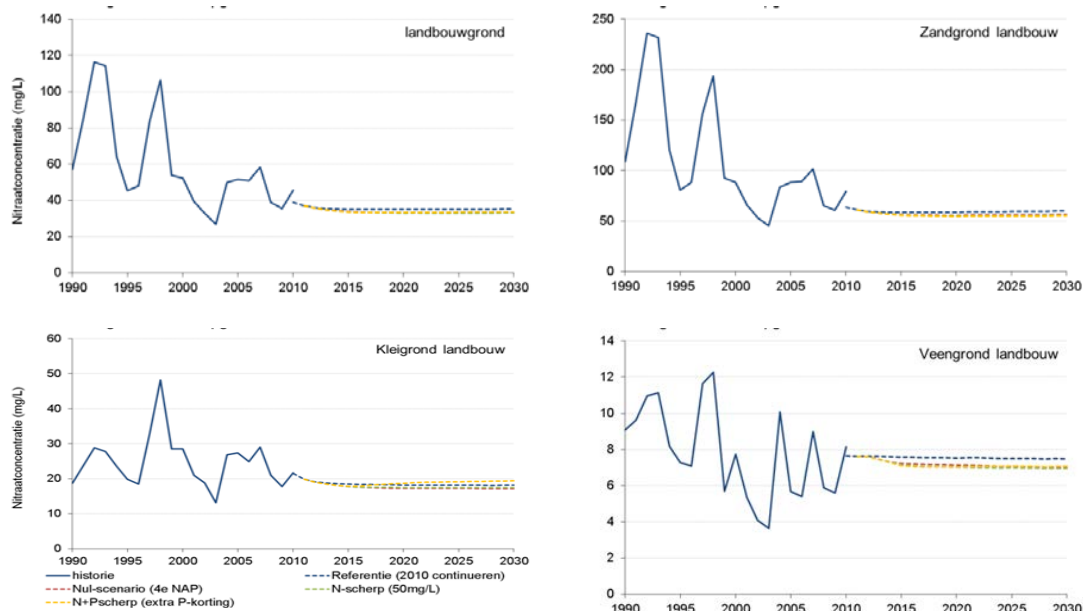 landbouwgrond
Nitraatconcentratie (mg/L)
140
120
100
80
60
40
20
0
1990 1995 2000 2005 2010 2015 2020 2025 2030
Zandgrond landbouw
250
200
150
100
50
0
1990 1995 2000 2005 2010 2015 2020 2025 2030
Kleigrond landbouw
Nitraatconcentratie (mg/L)
60
50
40
30
20
10
0
1990 1995 2000 2005 2010 2015 2020 2025 2030
historie
Referentie (2010 continueren)
Nul-scenario (4e NAP)
N-scherp (50mg/L)
N+Pscherp (extra P-korting)
Veengrond landbouw
14
12
10
8
6
4
2
0
1990 1995 2000 2005 2010 2015 2020 2025 2030